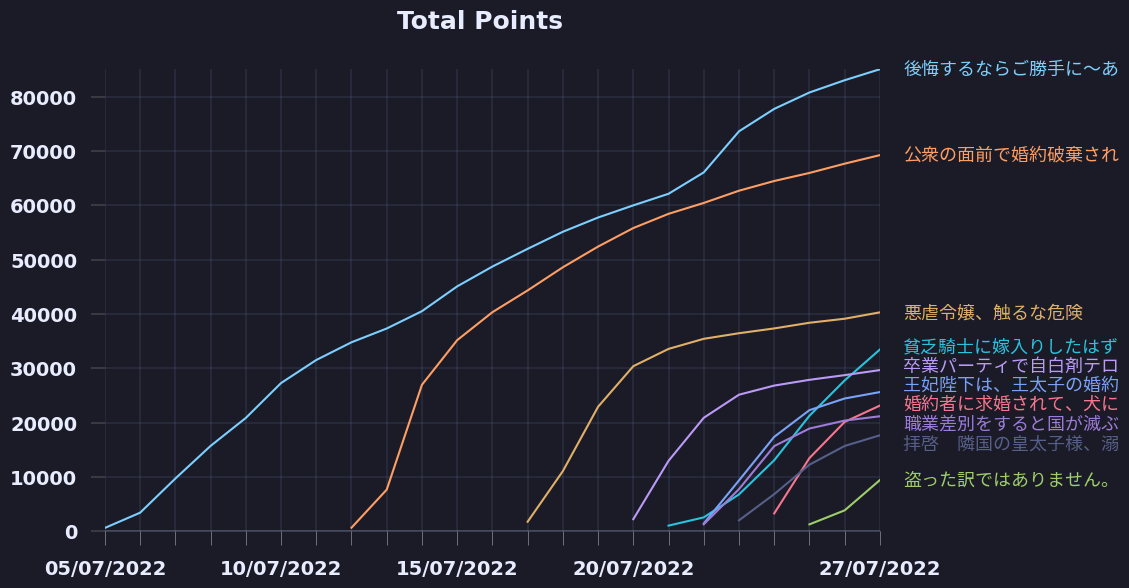 Total Points
80000
70000
60000
50000
40000
30000
20000
10000
0
05/07/2022
10/07/2022
15/07/2022
20/07/2022
27/07/2022
後悔するならご勝手に～あ
公衆の面前で婚約破棄され
悪虐令嬢、触るな危険
貧乏騎士に嫁入りしたはず
卒業パーティで自白剤テロ
王妃陛下は、王太子の婚約
婚約者に求婚されて、犬に
職業差別をすると国が滅ぶ
拝啓　隣国の皇太子様、溺
盗った訳ではありません。